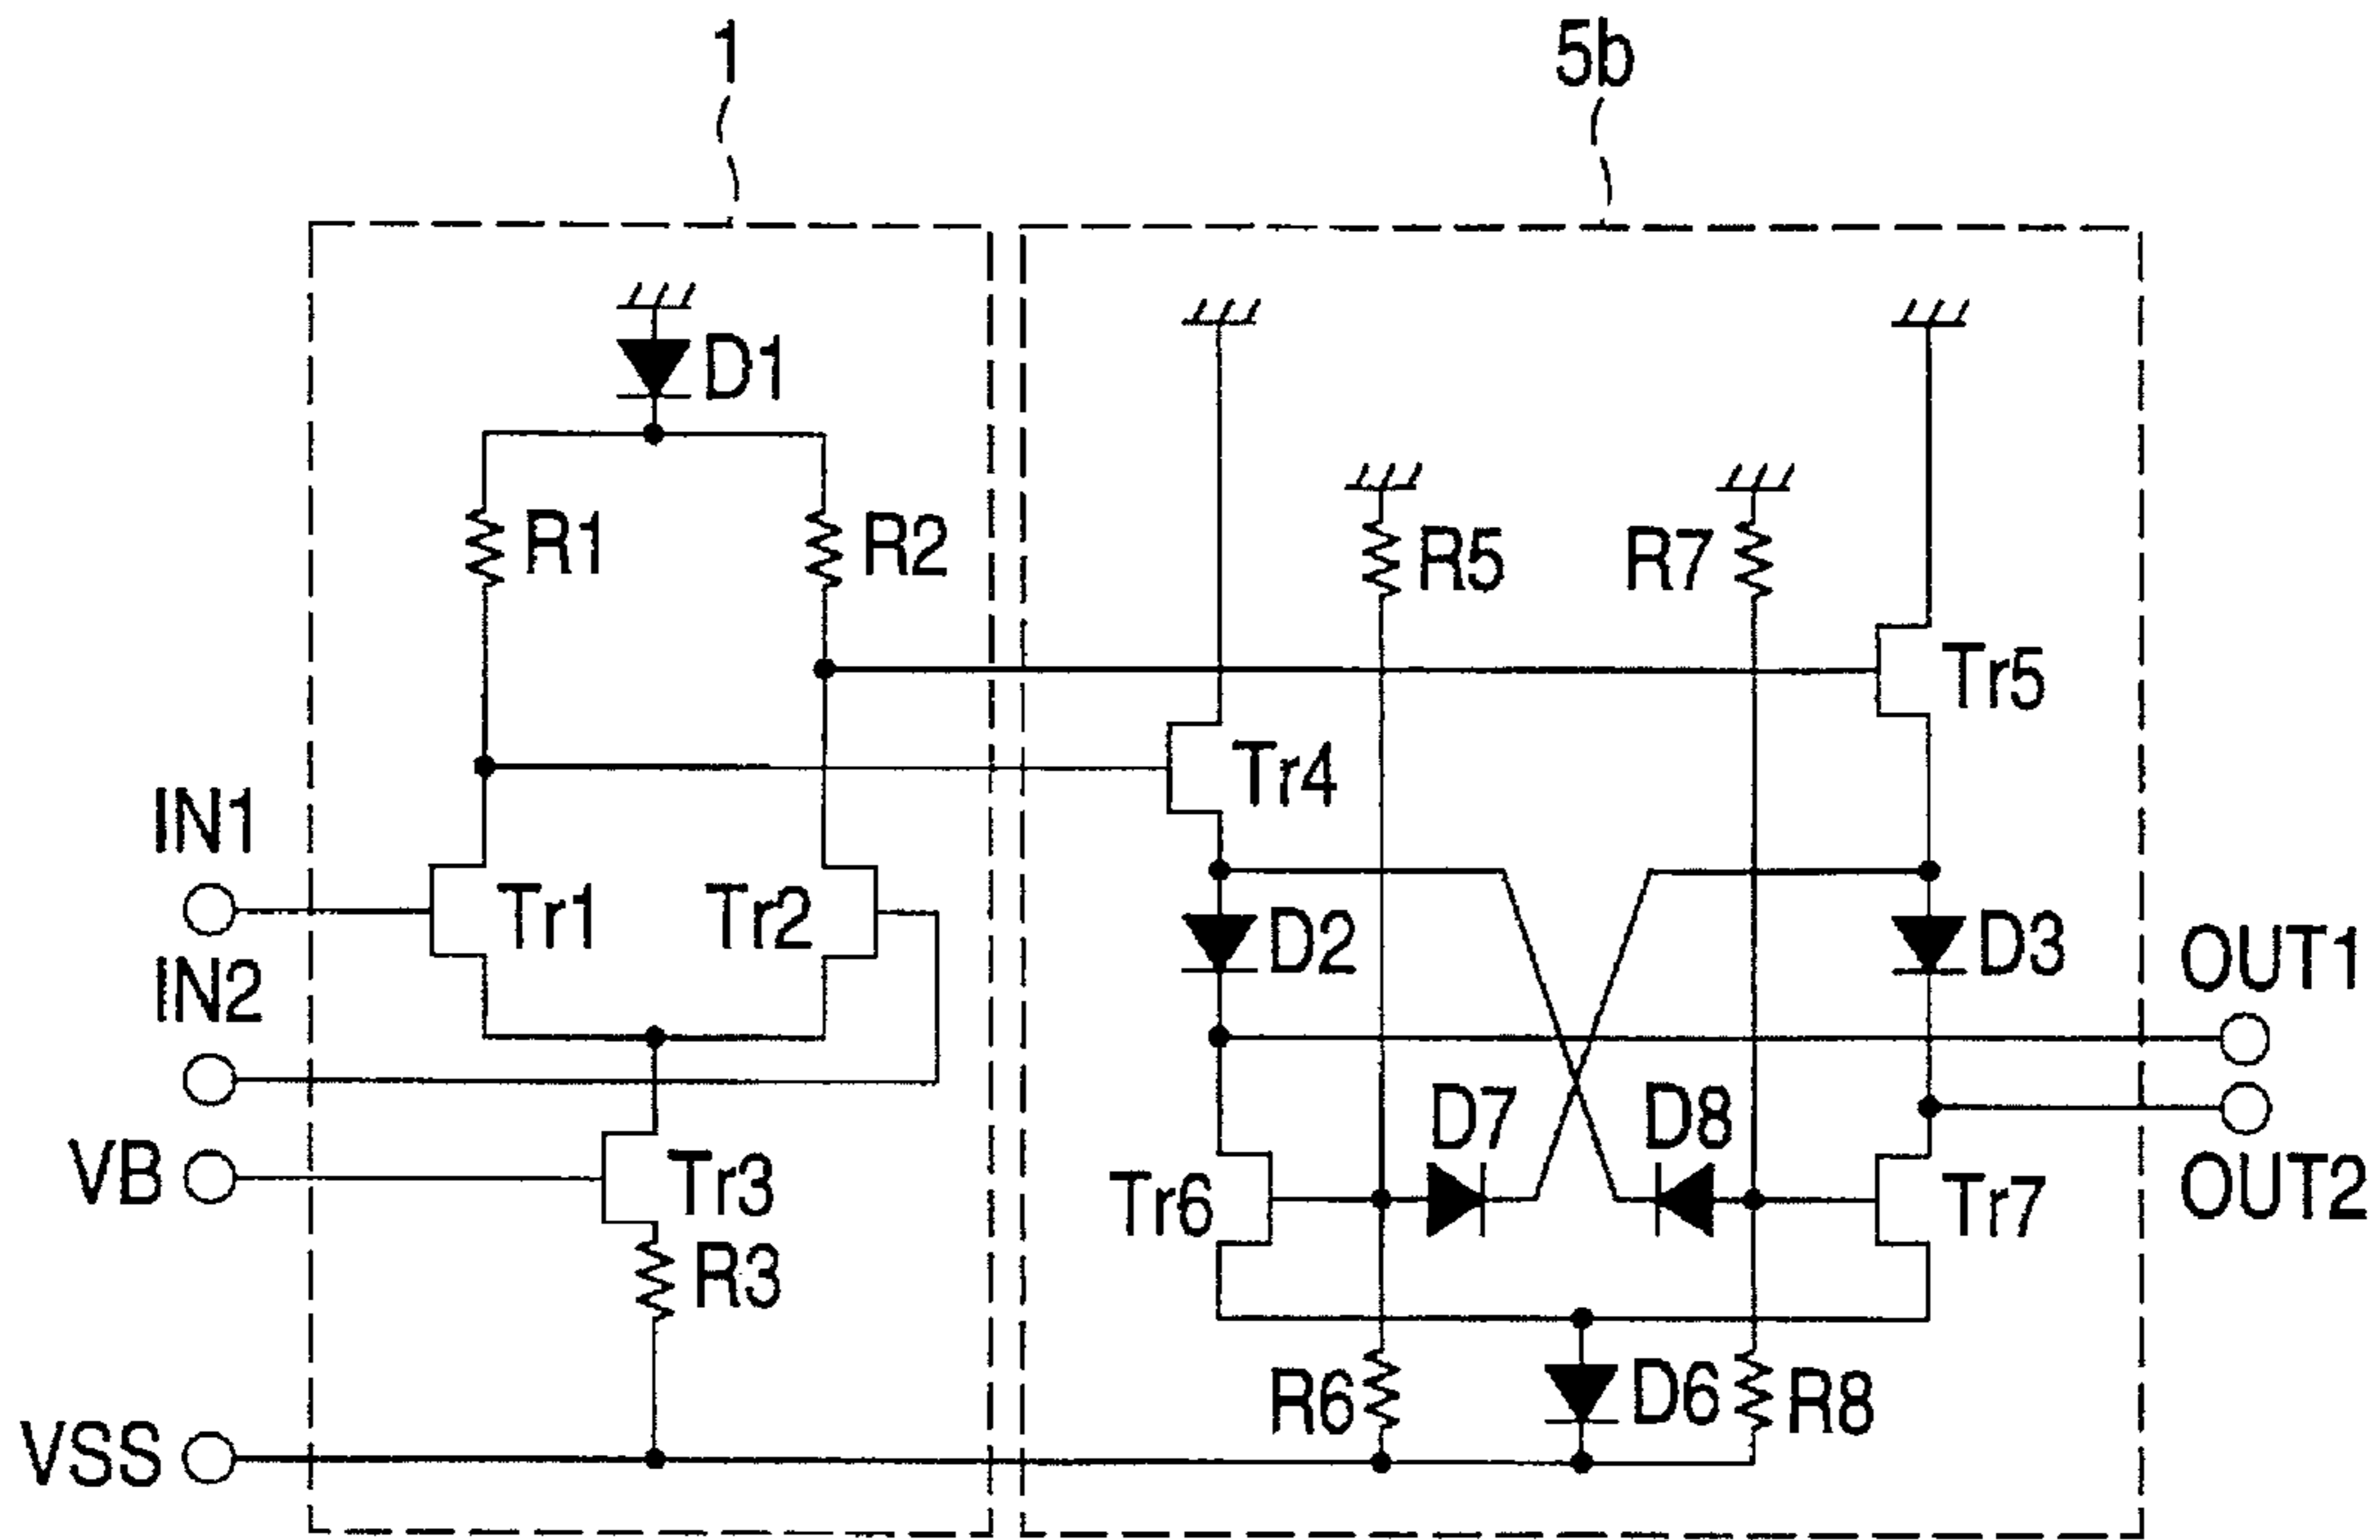 1
5b
D1
R1
R2
R5
R7
Tr5
Tr4
IN1
Tr1
Tr2
D2
D3
OUT1
IN2
D7
D8
VB
Tr3
Tr6
Tr7
OUT2
R3
R6
D6
R8
VSS